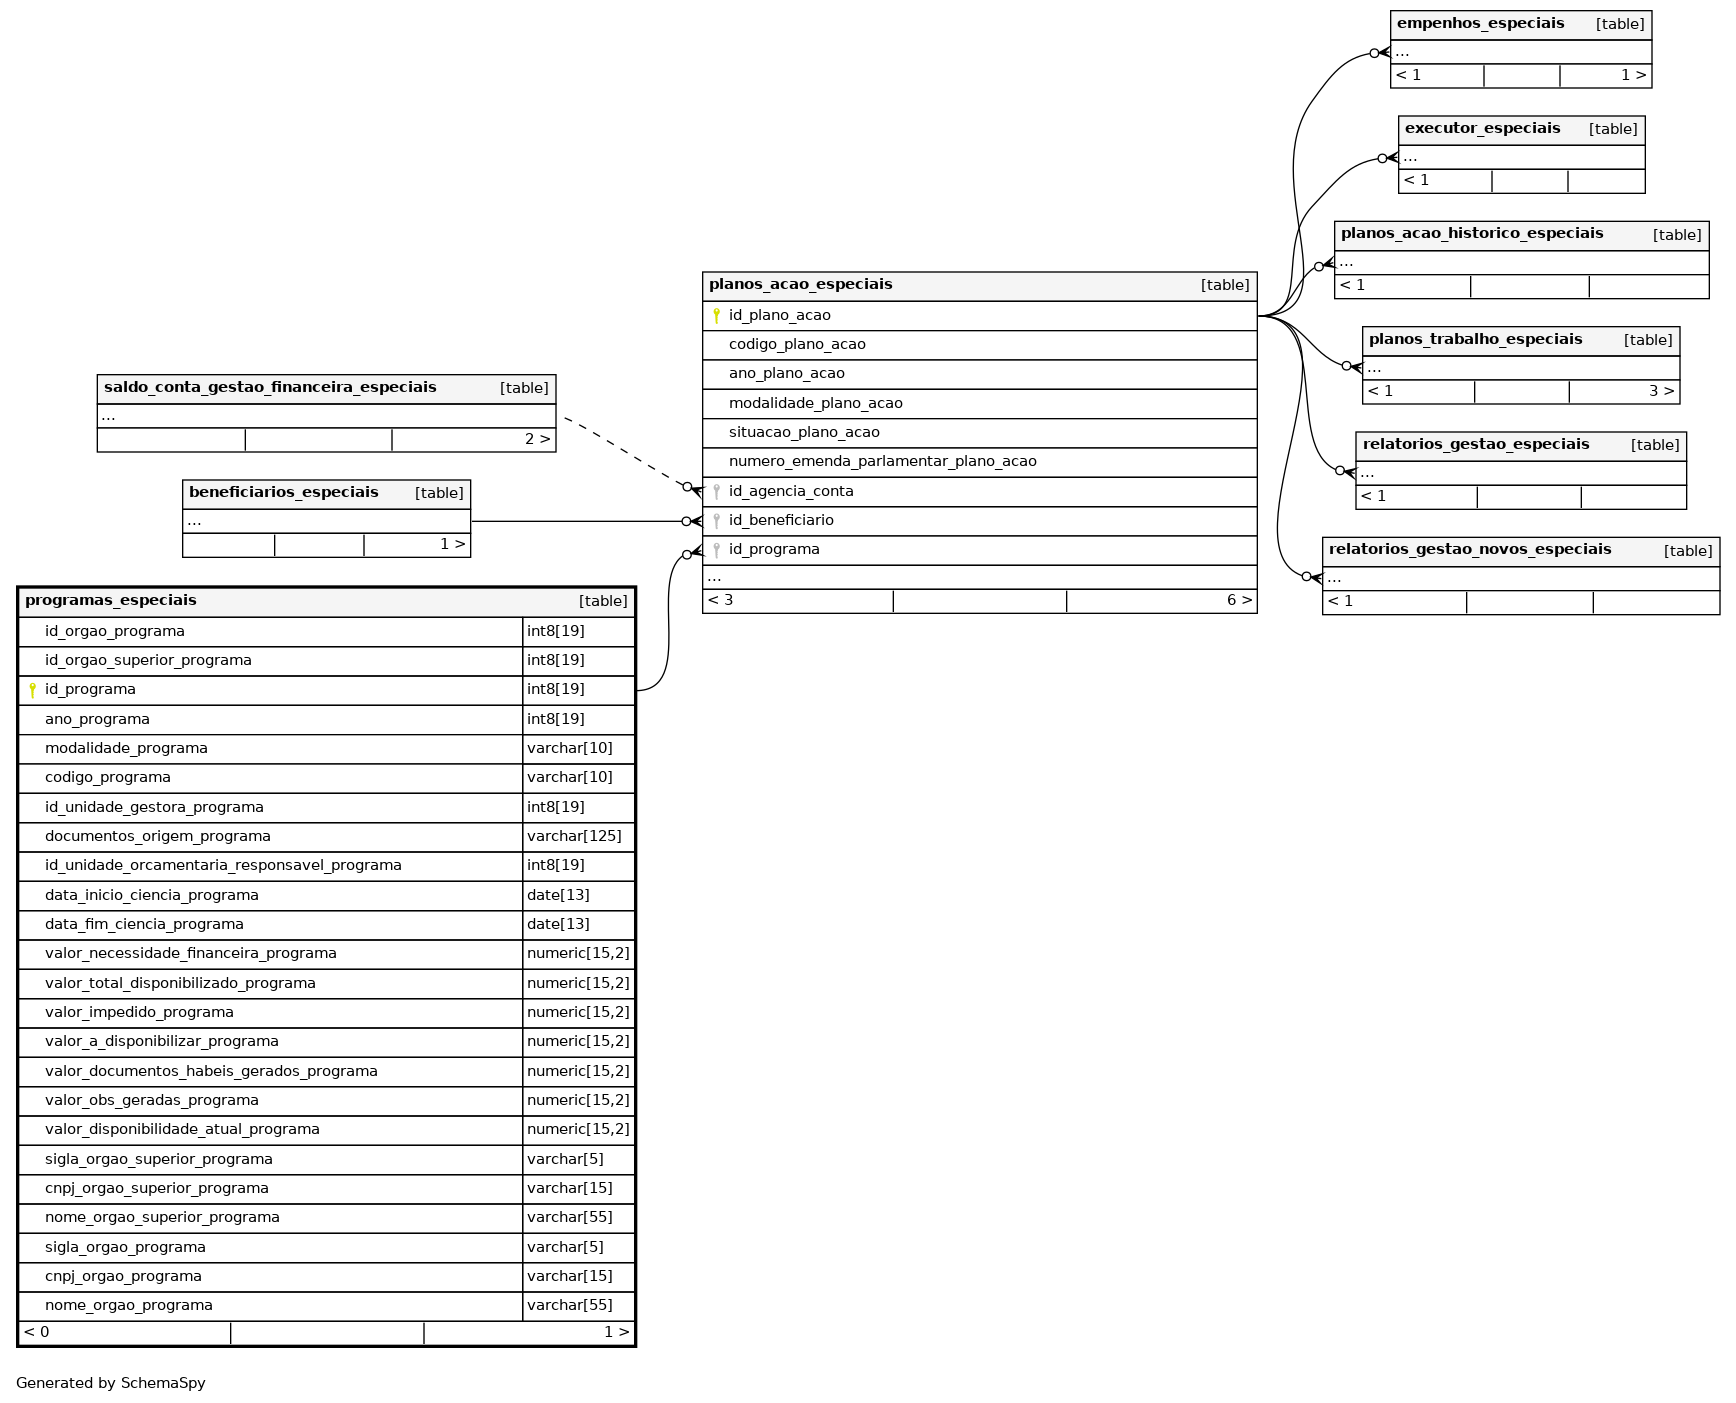 empenhos_especiais [table]
...
< 1 1 >
executor_especiais [table]
...
< 1
planos_acao_historico_especiais [table]
...
< 1
planos_trabalho_especiais [table]
...
< 1 3 >
relatorios_gestao_especiais [table]
...
< 1
relatorios_gestao_novos_especiais [table]
...
< 1
planos_acao_especiais [table]
id_plano_acao
codigo_plano_acao
ano_plano_acao
modalidade_plano_acao
situacao_plano_acao
numero_emenda_parlamentar_plano_acao
id_agencia_conta
id_beneficiario
id_programa
...
< 3 6 >
saldo_conta_gestao_financeira_especiais [table]
...
2 >
beneficiarios_especiais [table]
...
1 >
programas_especiais [table]
id_orgao_programa int8[19]
id_orgao_superior_programa int8[19]
id_programa int8[19]
ano_programa int8[19]
modalidade_programa varchar[10]
codigo_programa varchar[10]
id_unidade_gestora_programa int8[19]
documentos_origem_programa varchar[125]
id_unidade_orcamentaria_responsavel_programa int8[19]
data_inicio_ciencia_programa date[13]
data_fim_ciencia_programa date[13]
valor_necessidade_financeira_programa numeric[15,2]
valor_total_disponibilizado_programa numeric[15,2]
valor_impedido_programa numeric[15,2]
valor_a_disponibilizar_programa numeric[15,2]
valor_documentos_habeis_gerados_programa numeric[15,2]
valor_obs_geradas_programa numeric[15,2]
valor_disponibilidade_atual_programa numeric[15,2]
sigla_orgao_superior_programa varchar[5]
cnpj_orgao_superior_programa varchar[15]
nome_orgao_superior_programa varchar[55]
sigla_orgao_programa varchar[5]
cnpj_orgao_programa varchar[15]
nome_orgao_programa varchar[55]
< 0 1 >
Generated by SchemaSpy